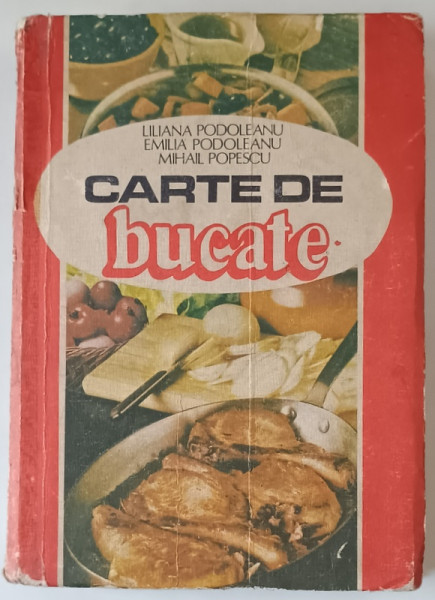 LILIANA PODOLEANU
EMILIA PODOLEANU
MIHAIL POPESCU
CARTE DE
bucate